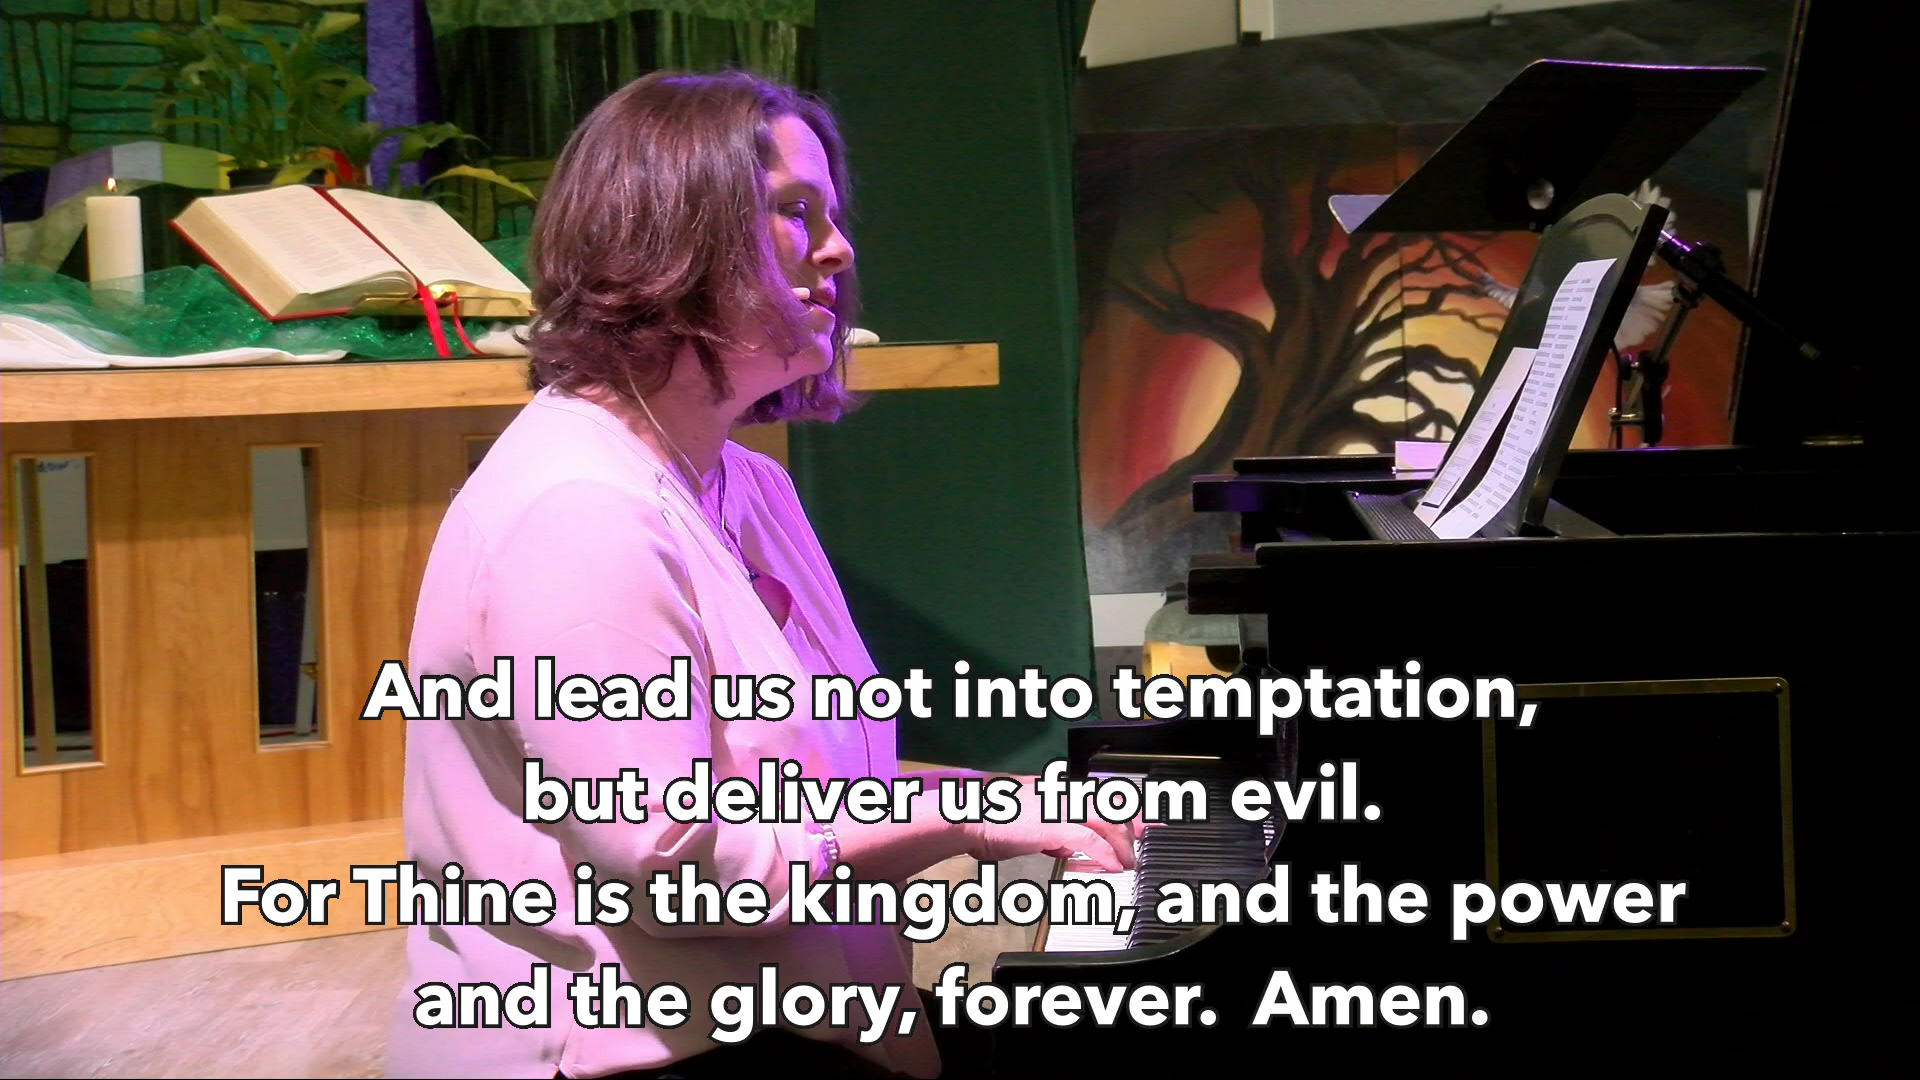 And lead us not into temptation,
but deliver us from evil.
For Thine is the kingdom, and the power
and the glory, forever.  Amen.